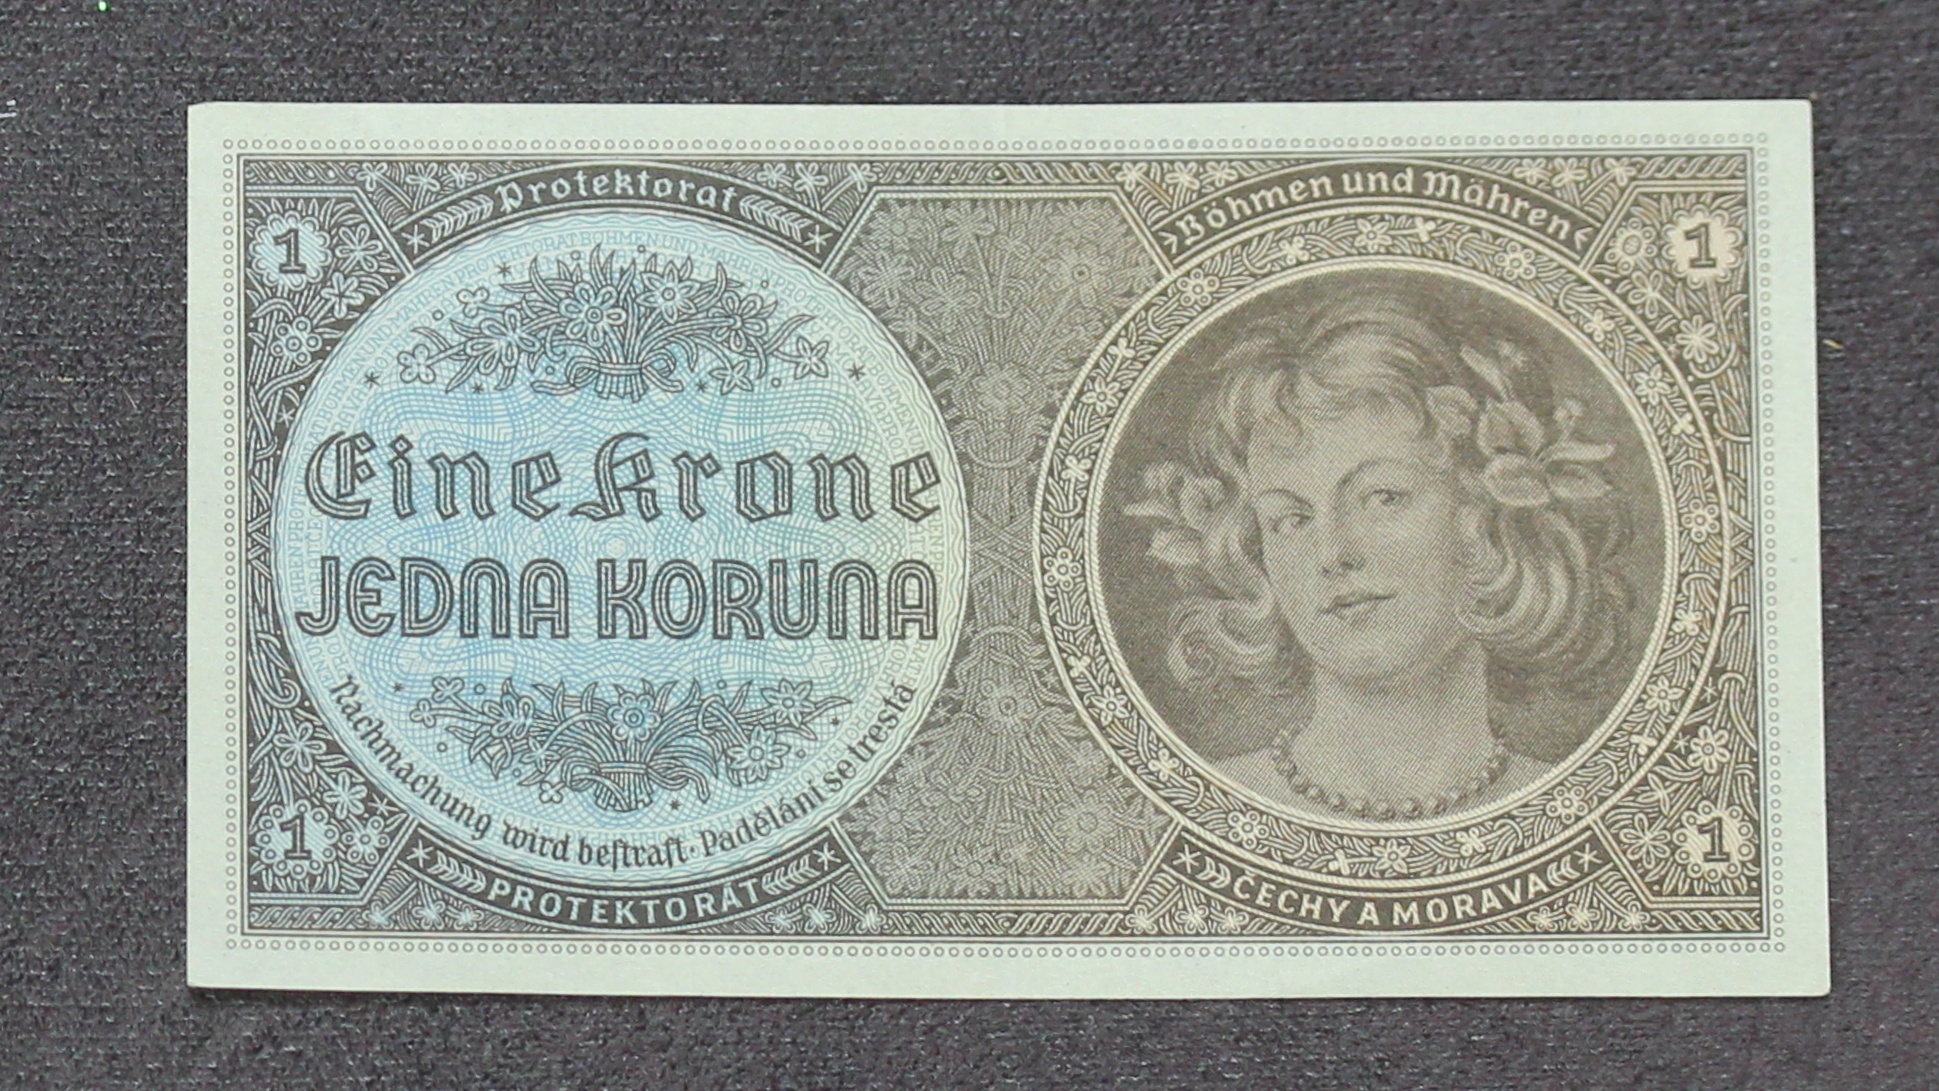 Protektorat
Böhmen und Mähren
1
1
Eine Krone
JEDNA KORUNA
Nachmachung wird bestraft · Padělání se trestá
1
1
PROTEKTORÁT
ČECHY A MORAVA